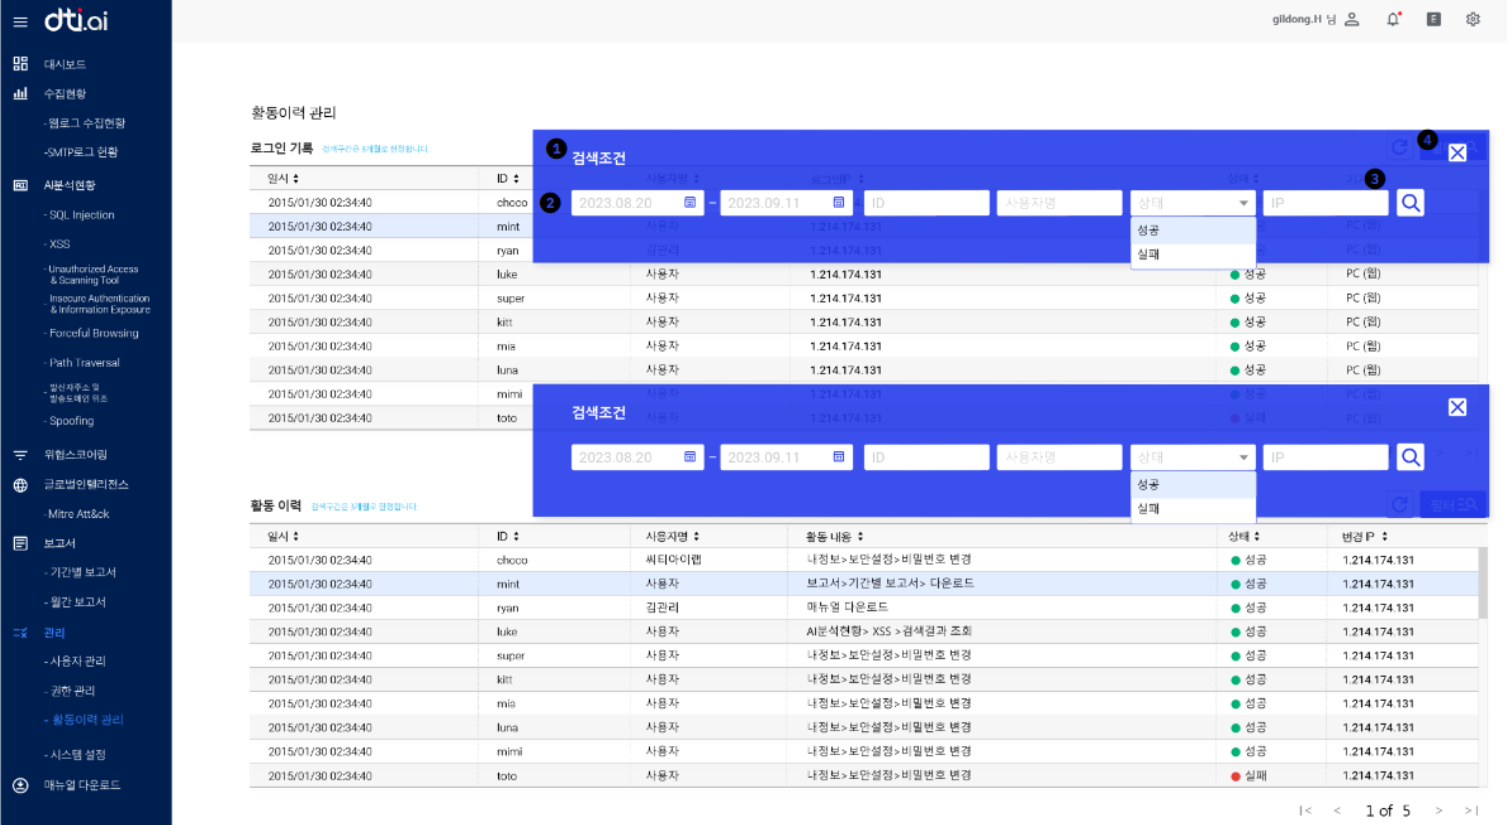 dti.ai
gildong.H 님
E
대시보드
수집현황
-웹로그 수집현황
-SMTP로그 현황
AI분석현황
- SQL Injection
- XSS
- Unauthorized Access
& Scanning Tool
- Insecure Authentication
& Information Exposure
- Forceful Browsing
- Path Traversal
- 발신자주소 및
발송도메인 위조
- Spoofing
위협스코어링
글로벌인텔리전스
-Mitre Att&ck
보고서
- 기간별 보고서
- 월간 보고서
관리
- 사용자 관리
- 권한 관리
- 활동이력 관리
- 시스템 설정
매뉴얼 다운로드
활동이력 관리
로그인 기록 검색구간은 3개월로 한정합니다.
1 검색조건 4
일시 ID 사용자명 로그인IP 상태 3
2 2023.08.20 - 2023.09.11 ID 사용자명 상태 IP
성공
실패
2015/01/30 02:34:40 choco
2015/01/30 02:34:40 mint 사용자 1.214.174.131 PC (웹)
2015/01/30 02:34:40 ryan 김관리 1.214.174.131 PC (웹)
2015/01/30 02:34:40 luke 사용자 1.214.174.131 성공 PC (웹)
2015/01/30 02:34:40 super 사용자 1.214.174.131 성공 PC (웹)
2015/01/30 02:34:40 kitt 사용자 1.214.174.131 성공 PC (웹)
2015/01/30 02:34:40 mia 사용자 1.214.174.131 성공 PC (웹)
2015/01/30 02:34:40 luna 사용자 1.214.174.131 성공 PC (웹)
2015/01/30 02:34:40 mimi 사용자 1.214.174.131 성공 PC (웹)
2015/01/30 02:34:40 toto 사용자 1.214.174.131 실패 PC (웹)
검색조건
2023.08.20 - 2023.09.11 ID 사용자명 상태 IP
성공
실패
활동 이력 검색구간은 3개월로 한정합니다. 필터
일시 ID 사용자명 활동 내용 상태 변경 IP
2015/01/30 02:34:40 choco 씨티아이랩 내정보>보안설정>비밀번호 변경 성공 1.214.174.131
2015/01/30 02:34:40 mint 사용자 보고서>기간별 보고서> 다운로드 성공 1.214.174.131
2015/01/30 02:34:40 ryan 김관리 매뉴얼 다운로드 성공 1.214.174.131
2015/01/30 02:34:40 luke 사용자 AI분석현황> XSS >검색결과 조회 성공 1.214.174.131
2015/01/30 02:34:40 super 사용자 내정보>보안설정>비밀번호 변경 성공 1.214.174.131
2015/01/30 02:34:40 kitt 사용자 내정보>보안설정>비밀번호 변경 성공 1.214.174.131
2015/01/30 02:34:40 mia 사용자 내정보>보안설정>비밀번호 변경 성공 1.214.174.131
2015/01/30 02:34:40 luna 사용자 내정보>보안설정>비밀번호 변경 성공 1.214.174.131
2015/01/30 02:34:40 mimi 사용자 내정보>보안설정>비밀번호 변경 성공 1.214.174.131
2015/01/30 02:34:40 toto 사용자 내정보>보안설정>비밀번호 변경 실패 1.214.174.131
|< < 1 of 5 > >|